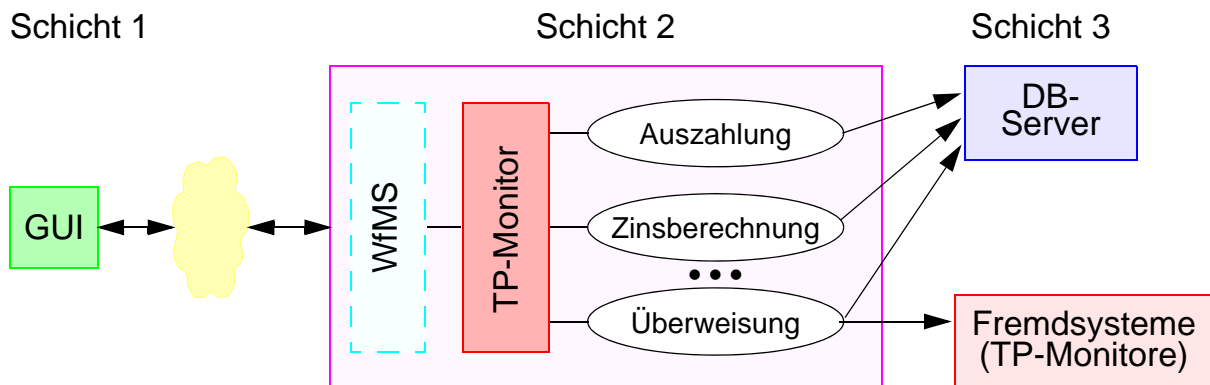 Schicht 1
Schicht 2
Schicht 3
GUI
WfMS
TP-Monitor
Auszahlung
Zinsberechnung
•••
Überweisung
DB-
Server
Fremdsysteme
(TP-Monitore)